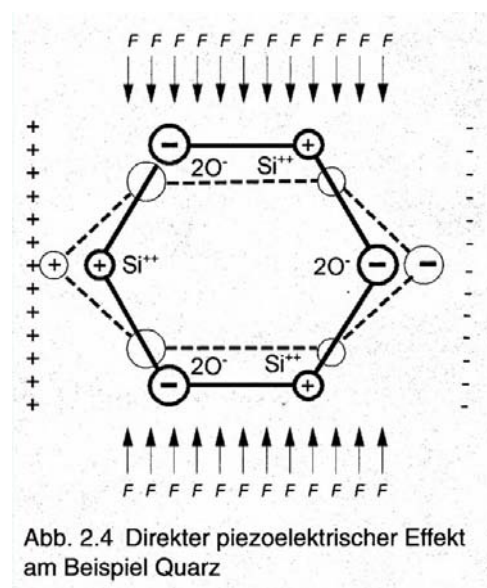 F F F F F F F F F F F F
+ + + + + + + + + + + + + +
- - - - - - - - - - - - -
− +
2O⁻ Si⁺⁺
+ + Si⁺⁺ 2O⁻ − −
2O⁻ Si⁺⁺
− +
F F F F F F F F F F F F
Abb. 2.4 Direkter piezoelektrischer Effekt
am Beispiel Quarz